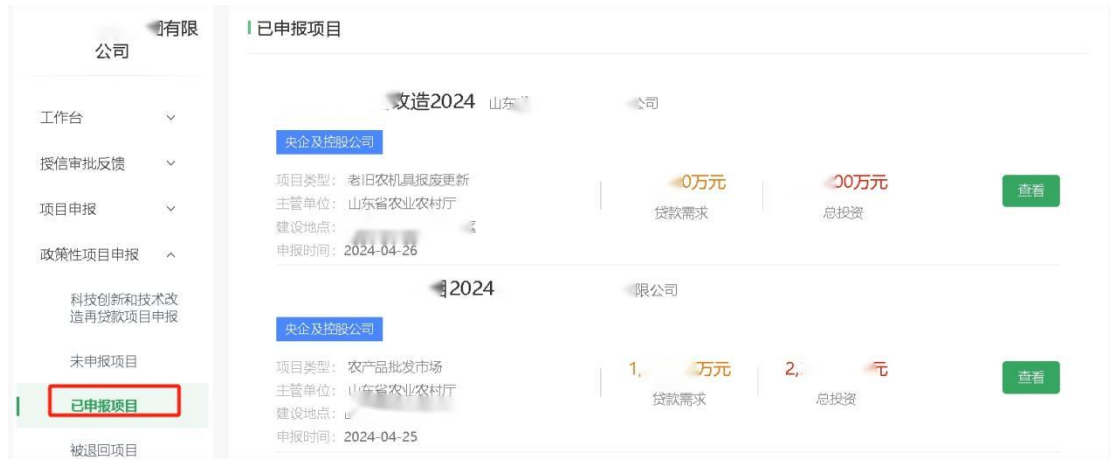 司有限
公司
工作台
授信审批反馈
项目申报
政策性项目申报
科技创新和技术改
造再贷款项目申报
未申报项目
已申报项目
被退回项目
已申报项目
改造2024 山东 公司
央企及控股公司
项目类型: 老旧农机具报废更新
主管单位: 山东省农业农村厅
建设地点:
申报时间: 2024-04-26
0万元
贷款需求
00万元
总投资
查看
2024 限公司
央企及控股公司
项目类型: 农产品批发市场
主管单位: 山东省农业农村厅
建设地点:
申报时间: 2024-04-25
1, 万元
贷款需求
2, 元
总投资
查看